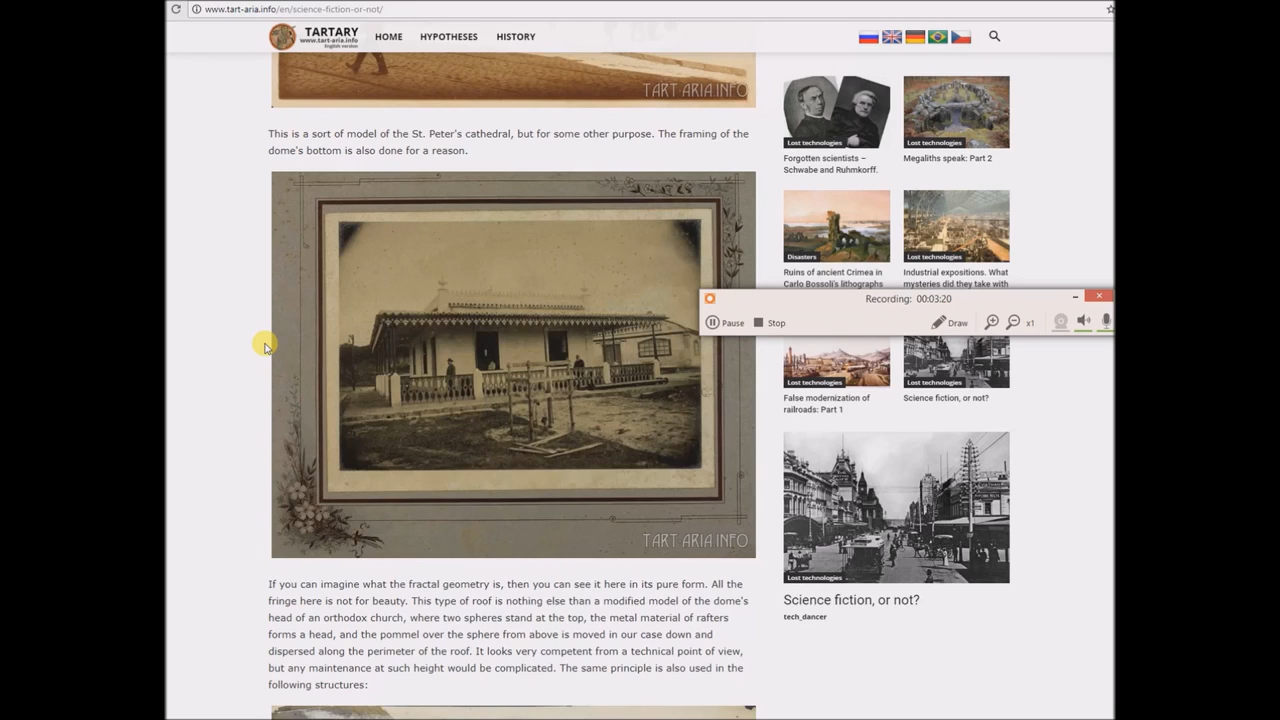 www.tart-aria.info/en/science-fiction-or-not/
TARTARY
www.tart-aria.info
English version
HOME
HYPOTHESES
HISTORY
TART-ARIA.INFO
This is a sort of model of the St. Peter's cathedral, but for some other purpose. The framing of the
dome's bottom is also done for a reason.
TART-ARIA.INFO
If you can imagine what the fractal geometry is, then you can see it here in its pure form. All the
fringe here is not for beauty. This type of roof is nothing else than a modified model of the dome's
head of an orthodox church, where two spheres stand at the top, the metal material of rafters
forms a head, and the pommel over the sphere from above is moved in our case down and
dispersed along the perimeter of the roof. It looks very competent from a technical point of view,
but any maintenance at such height would be complicated. The same principle is also used in the
following structures:
Lost technologies
Forgotten scientists –
Schwabe and Ruhmkorff.
Lost technologies
Megaliths speak: Part 2
Disasters
Ruins of ancient Crimea in
Carlo Bossoli's lithographs
Lost technologies
Industrial expositions. What
mysteries did they take with
Recording: 00:03:20
Pause
Stop
Draw
x1
Lost technologies
False modernization of
railroads: Part 1
Lost technologies
Science fiction, or not?
Lost technologies
Science fiction, or not?
tech_dancer